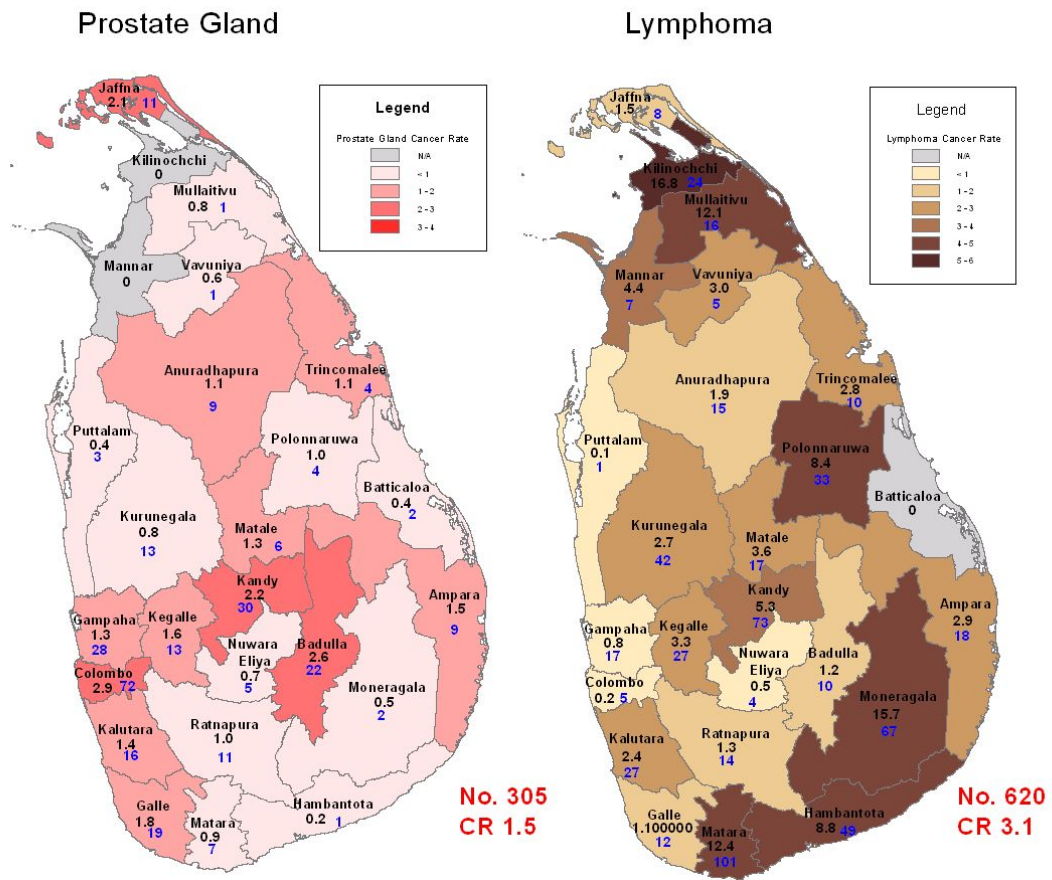 Prostate Gland
Jaffna
2.1 11
Kilinochchi
0
Mullaitivu
0.8 1
Mannar
0
Vavuniya
0.6
1
Anuradhapura
1.1
9
Trincomalee
1.1 4
Puttalam
0.4
3
Polonnaruwa
1.0
4
Batticaloa
0.4
2
Kurunegala
0.8
13
Matale
1.3 6
Kandy
2.2
30
Ampara
1.5
9
Gampaha
1.3
28
Kegalle
1.6
13
Nuwara
Eliya
0.7
5
Badulla
2.6
22
Colombo
2.9 72
Moneragala
0.5
2
Kalutara
1.4
16
Ratnapura
1.0
11
Galle
1.8
19
Matara
0.9
7
Hambantota
0.2 1
Legend
Prostate Gland Cancer Rate
N/A
< 1
1 - 2
2 - 3
3 - 4
No. 305
CR 1.5
Lymphoma
Jaffna
1.5
8
Kilinochchi
16.8 24
Mullaitivu
12.1
16
Mannar
4.4
7
Vavuniya
3.0
5
Anuradhapura
1.9
15
Trincomalee
2.8
10
Puttalam
0.1
1
Polonnaruwa
8.4
33
Batticaloa
0
Kurunegala
2.7
42
Matale
3.6
17
Kandy
5.3
73
Ampara
2.9
18
Gampaha
0.8
17
Kegalle
3.3
27
Nuwara
Eliya
0.5
4
Badulla
1.2
10
Colombo
0.2 5
Moneragala
15.7
67
Kalutara
2.4
27
Ratnapura
1.3
14
Galle
1.100000
12
Matara
12.4
101
Hambantota
8.8 49
Legend
Lymphoma Cancer Rate
N/A
< 1
1 - 2
2 - 3
3 - 4
4 - 5
5 - 6
No. 620
CR 3.1